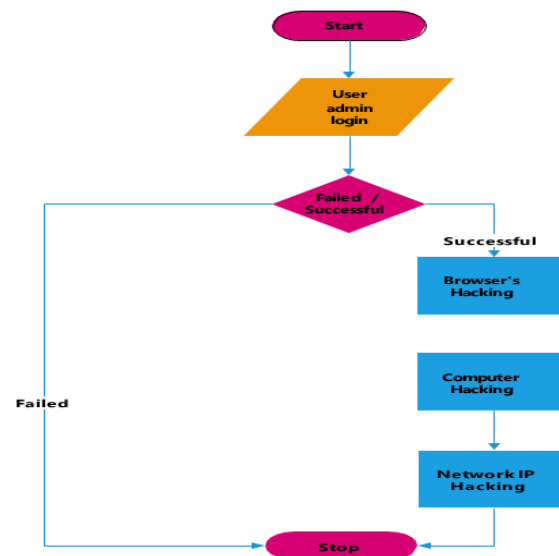 Start
User
admin
login
Failed /
Successful
Successful
Browser's
Hacking
Computer
Hacking
Failed
Network IP
Hacking
Stop